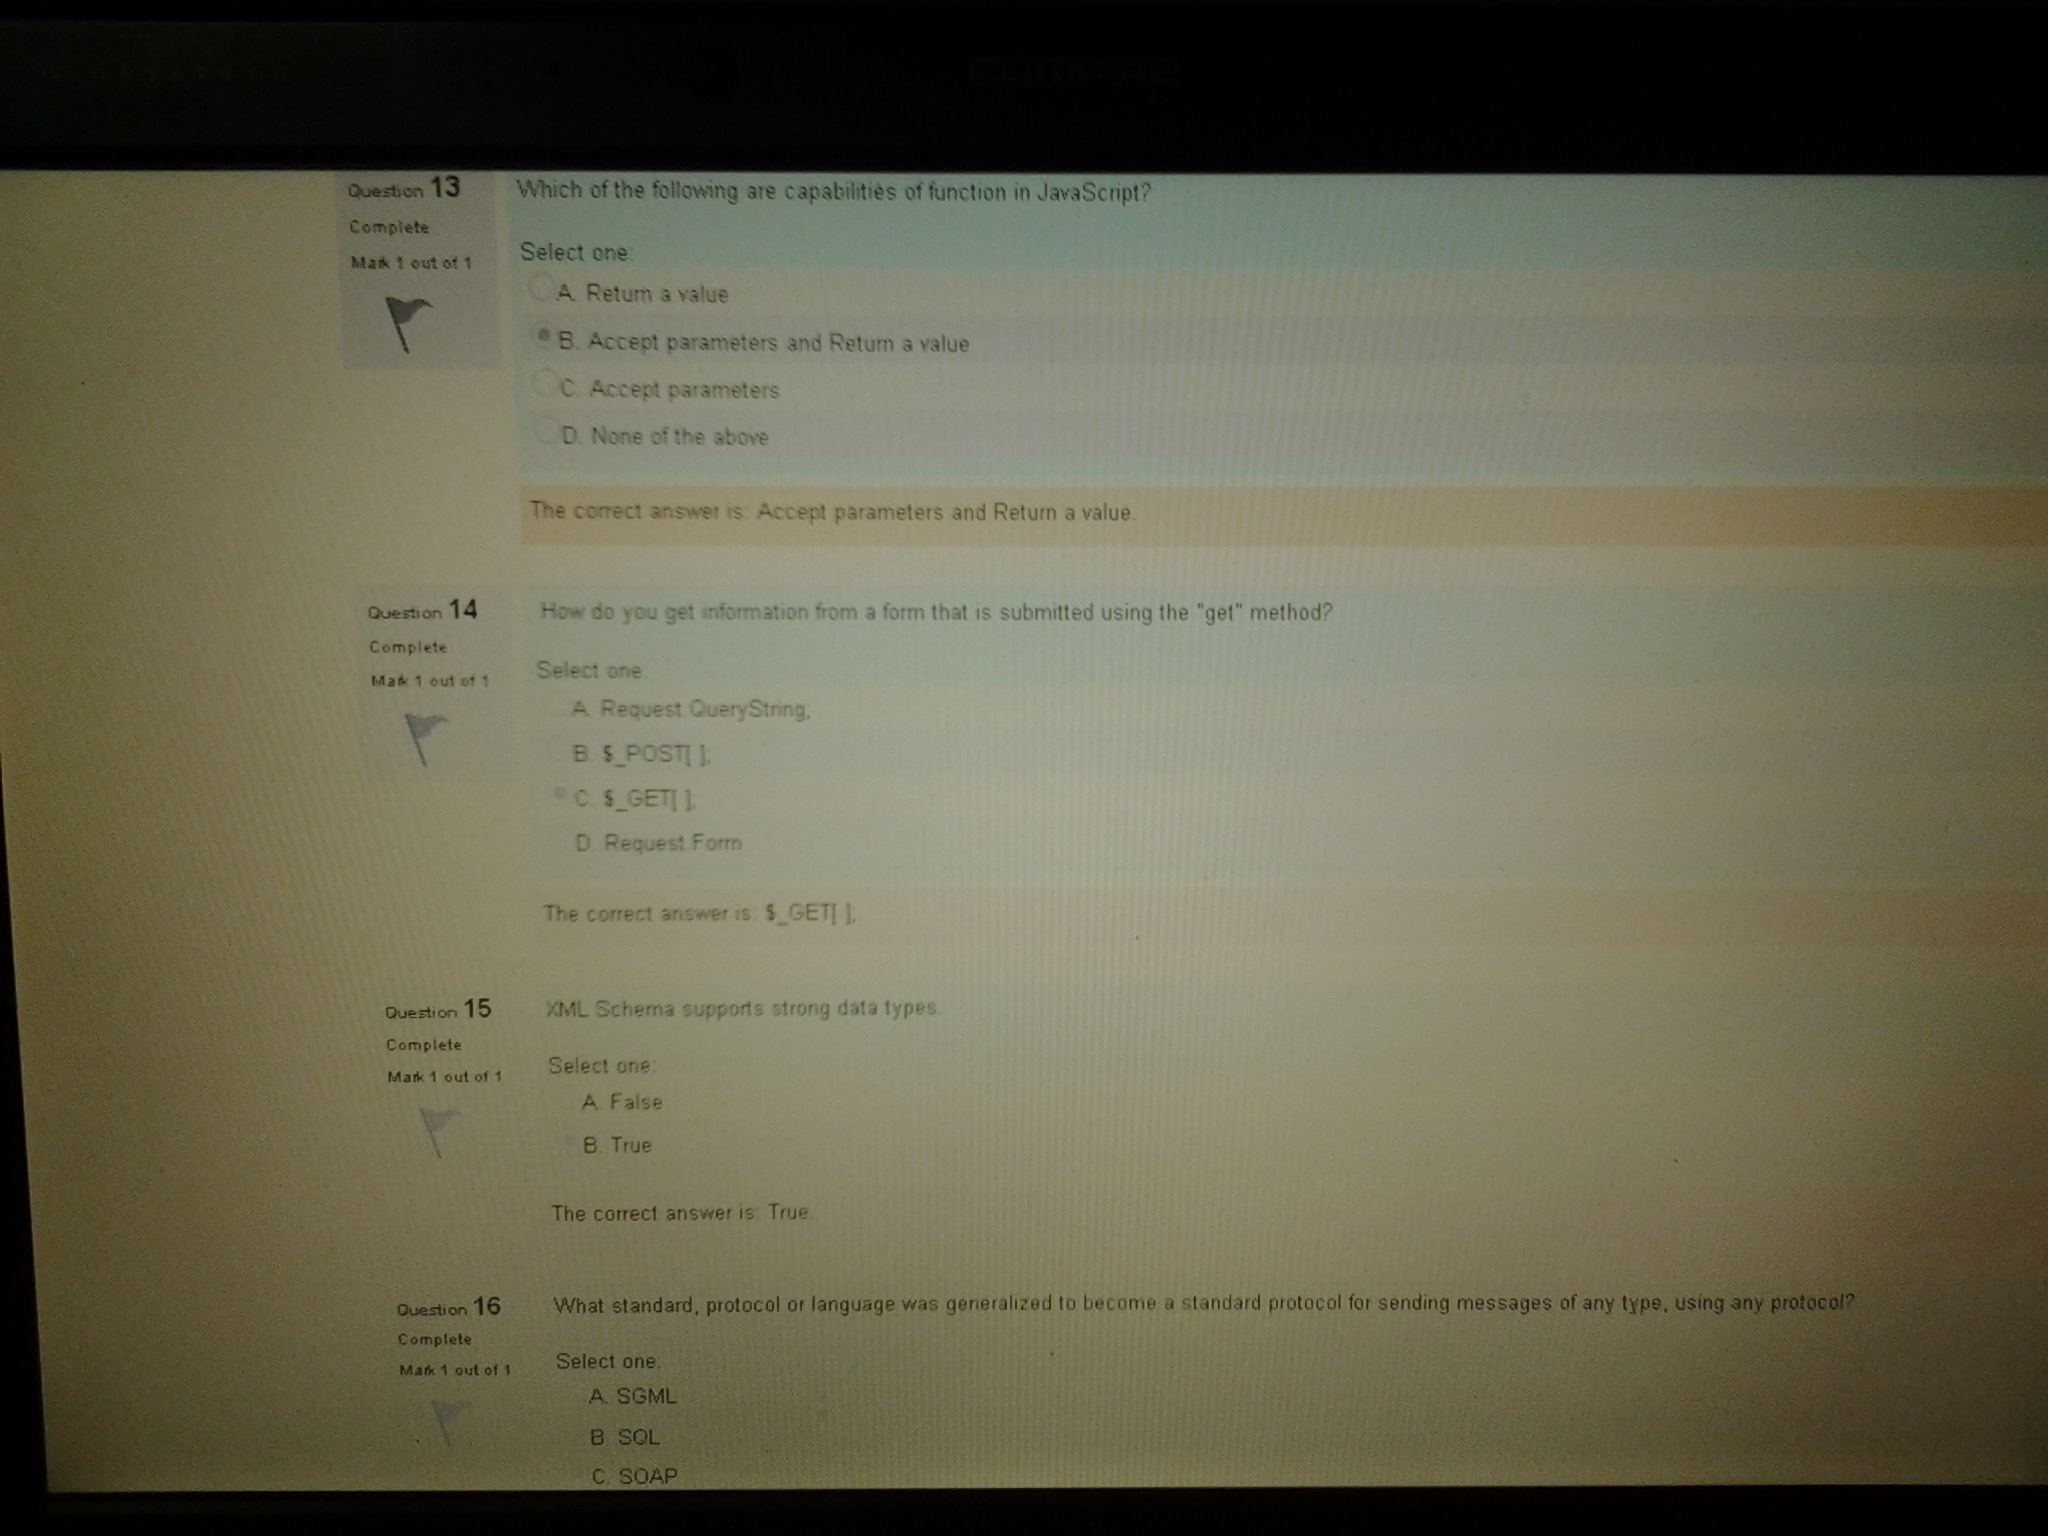 COMPAQ
Question 13
Complete
Mark 1 out of 1
Which of the following are capabilities of function in JavaScript?
Select one:
A. Return a value
B. Accept parameters and Return a value
C. Accept parameters
D. None of the above
The correct answer is: Accept parameters and Return a value.
Question 14
Complete
Mark 1 out of 1
How do you get information from a form that is submitted using the "get" method?
Select one:
A. Request.QueryString;
B. $_POST[ ];
C. $_GET[ ];
D. Request.Form
The correct answer is: $_GET[ ];.
Question 15
Complete
Mark 1 out of 1
XML Schema supports strong data types.
Select one:
A. False
B. True
The correct answer is: True.
Question 16
Complete
Mark 1 out of 1
What standard, protocol or language was generalized to become a standard protocol for sending messages of any type, using any protocol?
Select one:
A. SGML
B. SQL
C. SOAP